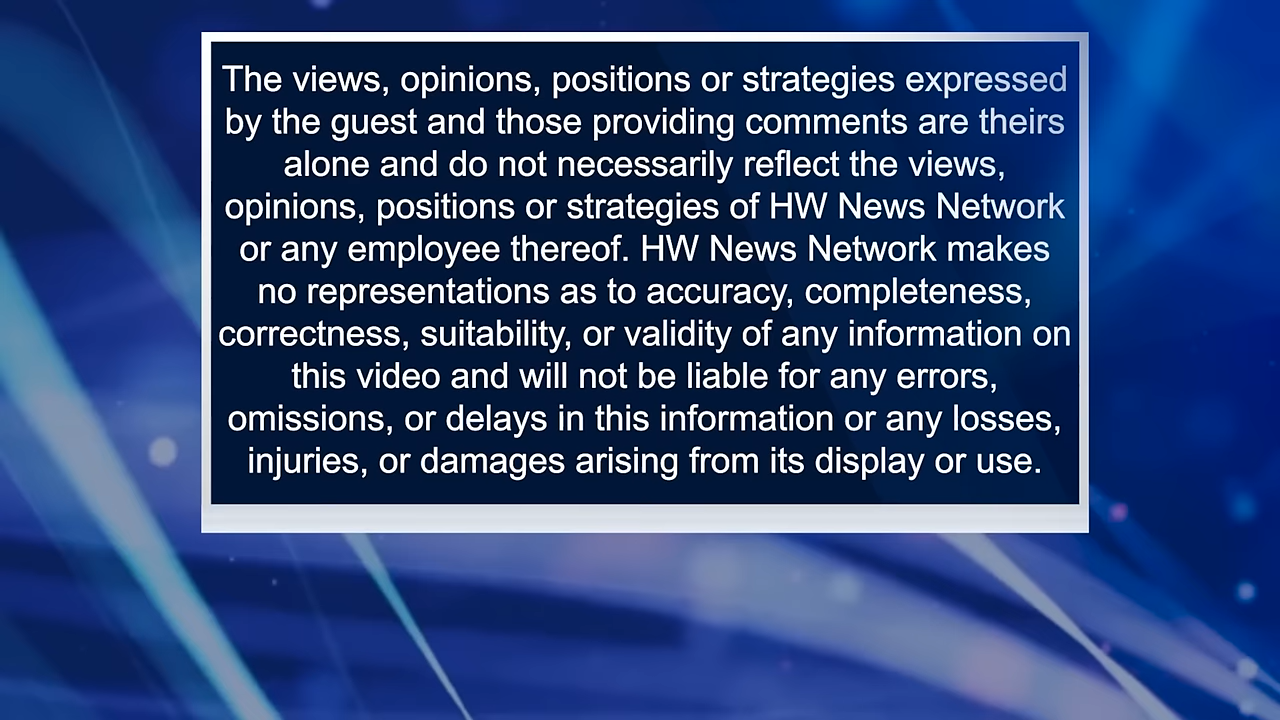 The views, opinions, positions or strategies expressed
by the guest and those providing comments are theirs
alone and do not necessarily reflect the views,
opinions, positions or strategies of HW News Network
or any employee thereof. HW News Network makes
no representations as to accuracy, completeness,
correctness, suitability, or validity of any information on
this video and will not be liable for any errors,
omissions, or delays in this information or any losses,
injuries, or damages arising from its display or use.